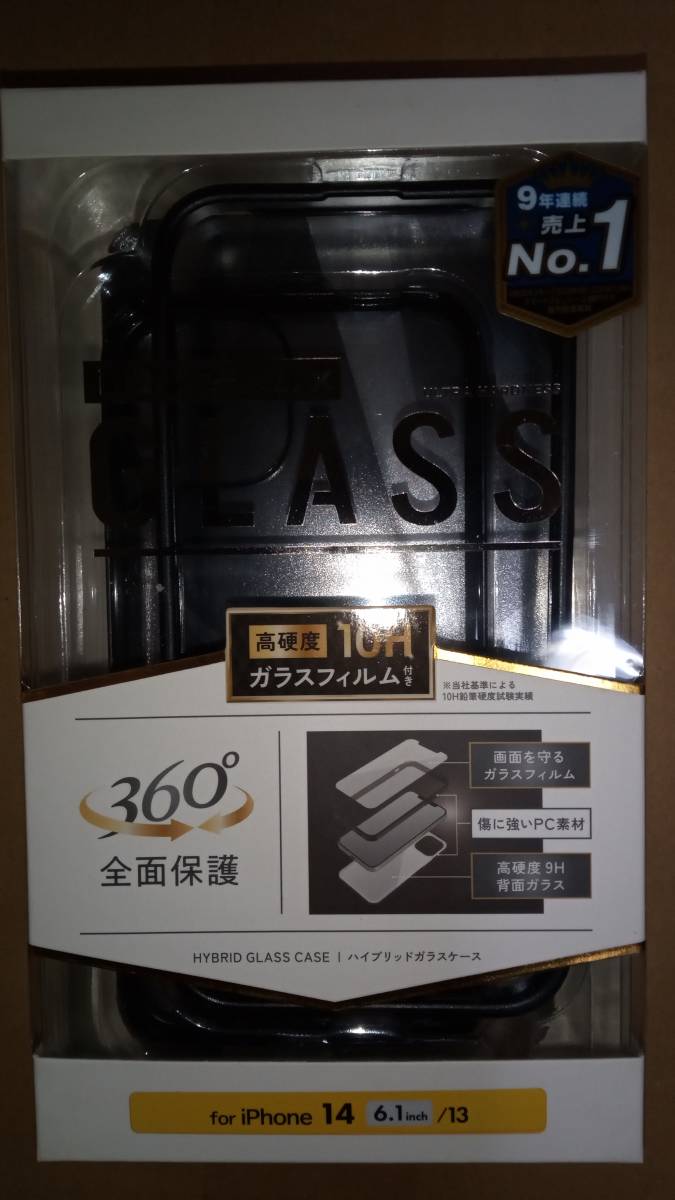 9年連続
売上
No.1
ULTRA HARDNESS
GLASS
高硬度 10H
ガラスフィルム付き
※当社基準による
10H鉛筆硬度試験実績
360°
全面保護
画面を守る
ガラスフィルム
傷に強いPC素材
高硬度 9H
背面ガラス
HYBRID GLASS CASE | ハイブリッドガラスケース
for iPhone 14 6.1inch /13